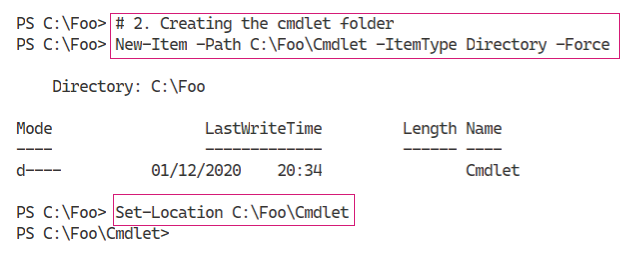 PS C:\Foo> # 2. Creating the cmdlet folder
PS C:\Foo> New-Item -Path C:\Foo\Cmdlet -ItemType Directory -Force
Directory: C:\Foo
Mode LastWriteTime Length Name
---- ------------- ------ ----
d---- 01/12/2020 20:34 Cmdlet
PS C:\Foo> Set-Location C:\Foo\Cmdlet
PS C:\Foo\Cmdlet>